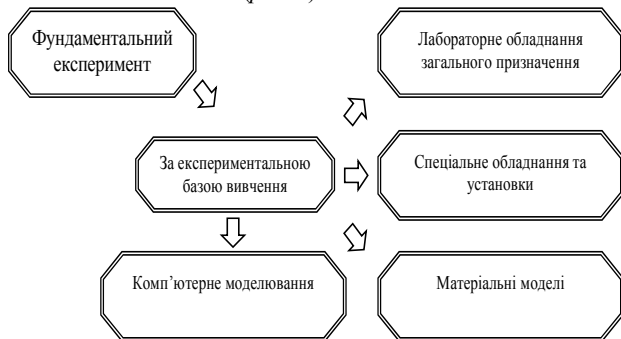 Фундаментальний
експеримент
Лабораторне обладнання
загального призначення
За експериментальною
базою вивчення
Спеціальне обладнання та
установки
Комп’ютерне моделювання
Матеріальні моделі